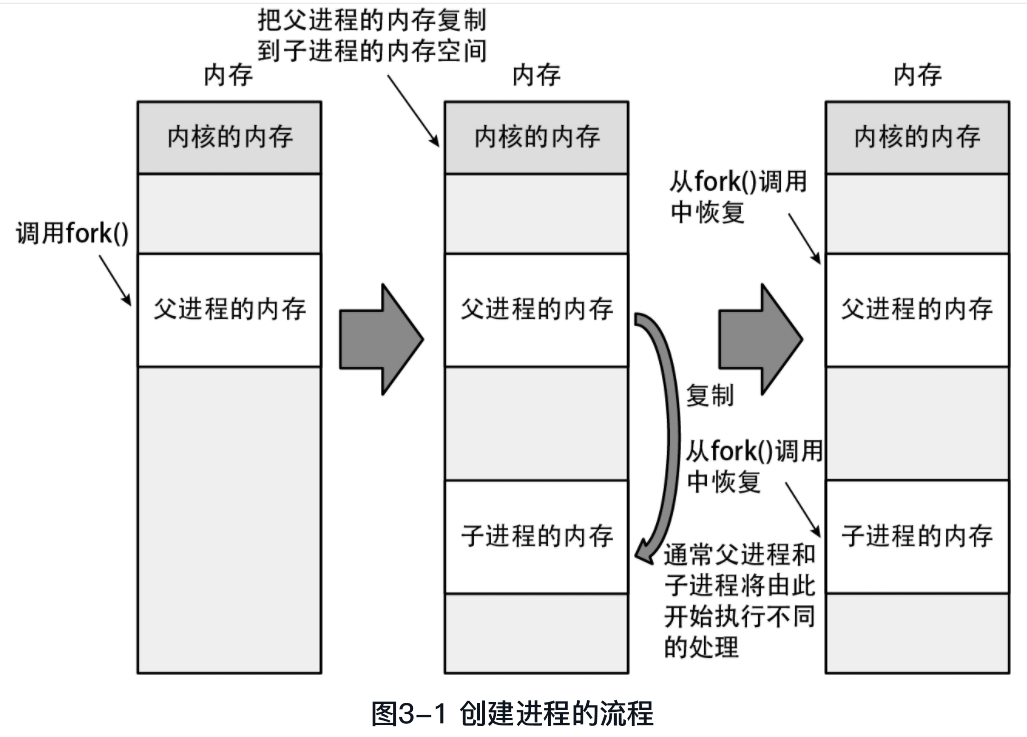 把父进程的内存复制
到子进程的内存空间
内存
内存
内存
内核的内存
内核的内存
内核的内存
从fork()调用
中恢复
调用fork()
父进程的内存
父进程的内存
父进程的内存
复制
从fork()调用
中恢复
子进程的内存
子进程的内存
通常父进程和
子进程将由此
开始执行不同
的处理
图3–1 创建进程的流程